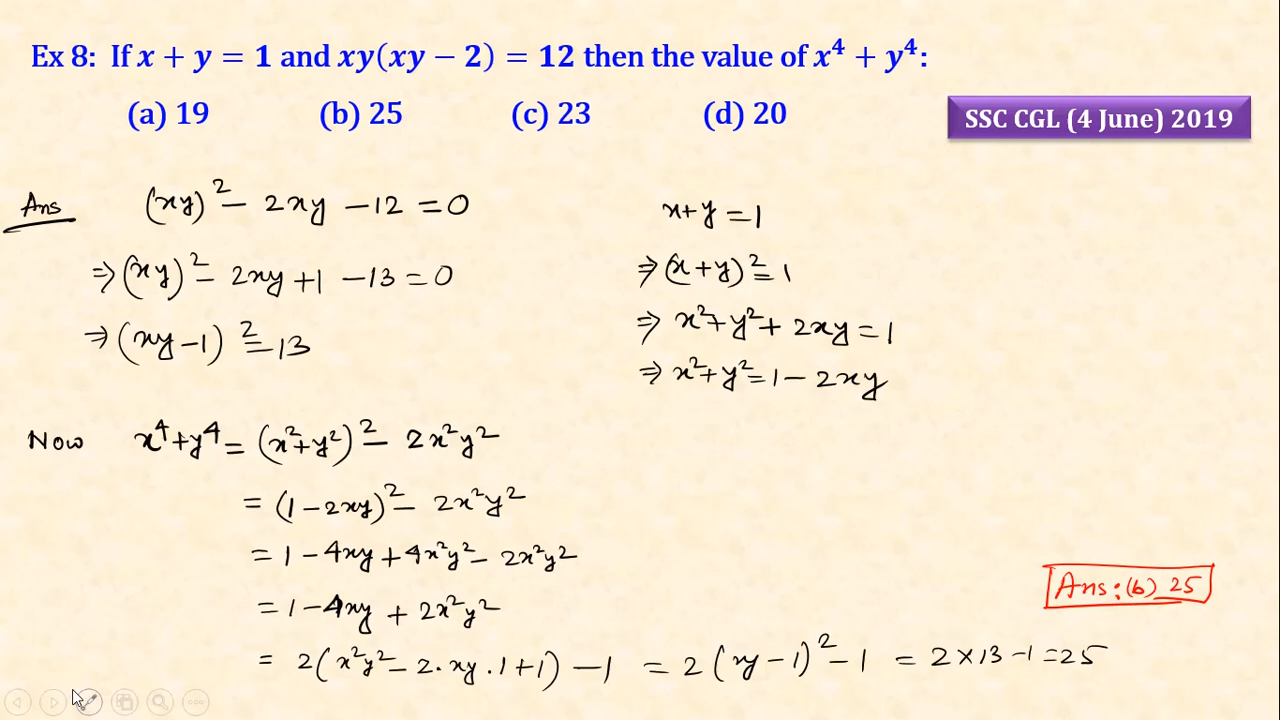 Ex 8: If x + y = 1 and xy(xy − 2) = 12 then the value of x⁴ + y⁴:
(a) 19 (b) 25 (c) 23 (d) 20
SSC CGL (4 June) 2019
Ans (xy)² − 2xy − 12 = 0
⇒ (xy)² − 2xy + 1 − 13 = 0
⇒ (xy − 1)² = 13
x + y = 1
⇒ (x + y)² = 1
⇒ x² + y² + 2xy = 1
⇒ x² + y² = 1 − 2xy
Now x⁴ + y⁴ = (x² + y²)² − 2x²y²
= (1 − 2xy)² − 2x²y²
= 1 − 4xy + 4x²y² − 2x²y²
= 1 − 4xy + 2x²y²
= 2(x²y² − 2.xy.1 + 1) − 1 = 2(xy − 1)² − 1 = 2 × 13 − 1 = 25
Ans: (b) 25